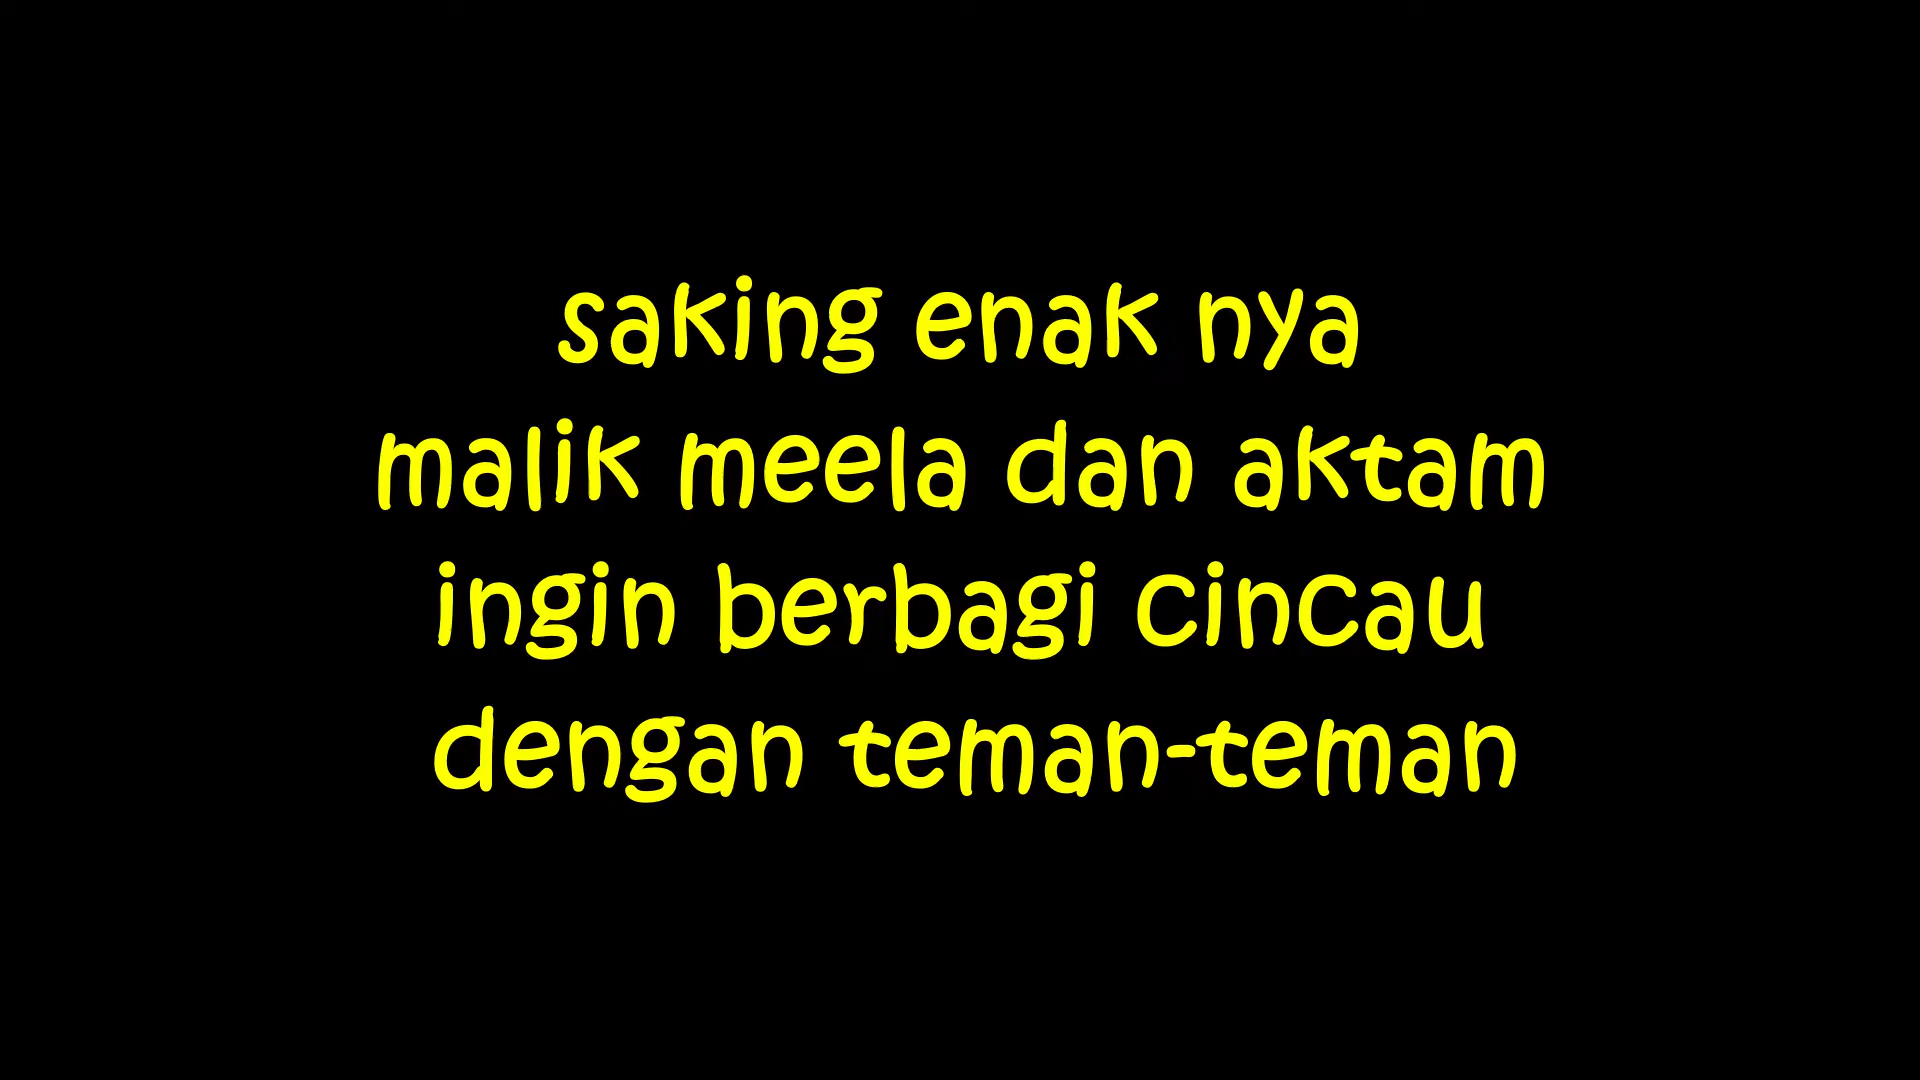 saking enak nya
malik meela dan aktam
ingin berbagi cincau
dengan teman-teman